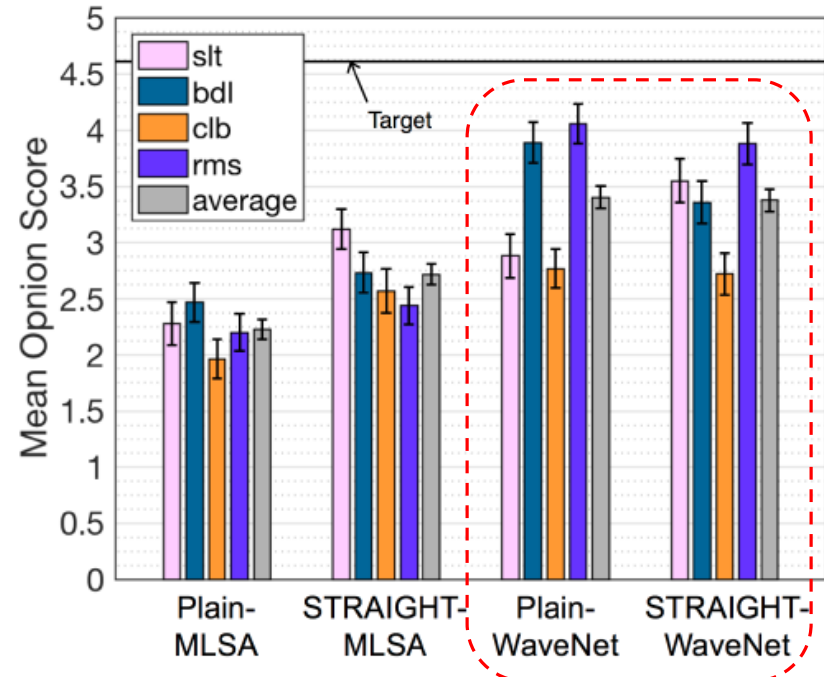 5
4.5
4
3.5
3
2.5
2
1.5
1
0.5
0
Mean Opnion Score
slt
bdl
clb
rms
average
Target
Plain-
MLSA
STRAIGHT-
MLSA
Plain-
WaveNet
STRAIGHT-
WaveNet